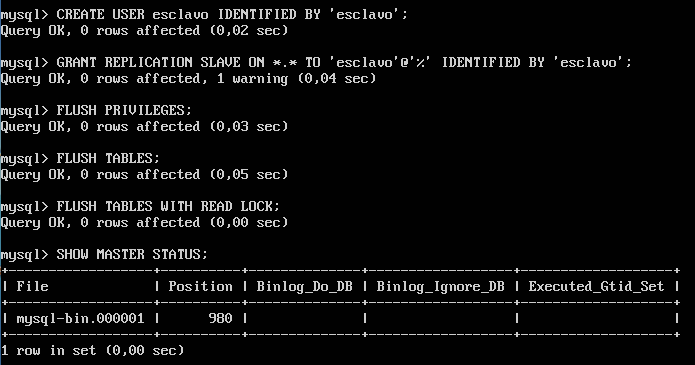 mysql> CREATE USER esclavo IDENTIFIED BY 'esclavo';
Query OK, 0 rows affected (0,02 sec)
mysql> GRANT REPLICATION SLAVE ON *.* TO 'esclavo'@'%' IDENTIFIED BY 'esclavo';
Query OK, 0 rows affected, 1 warning (0,04 sec)
mysql> FLUSH PRIVILEGES;
Query OK, 0 rows affected (0,03 sec)
mysql> FLUSH TABLES;
Query OK, 0 rows affected (0,05 sec)
mysql> FLUSH TABLES WITH READ LOCK;
Query OK, 0 rows affected (0,00 sec)
mysql> SHOW MASTER STATUS;
+------------------+----------+--------------+------------------+-------------------+
| File             | Position | Binlog_Do_DB | Binlog_Ignore_DB | Executed_Gtid_Set |
+------------------+----------+--------------+------------------+-------------------+
| mysql-bin.000001 |      980 |              |                  |                   |
+------------------+----------+--------------+------------------+-------------------+
1 row in set (0,00 sec)